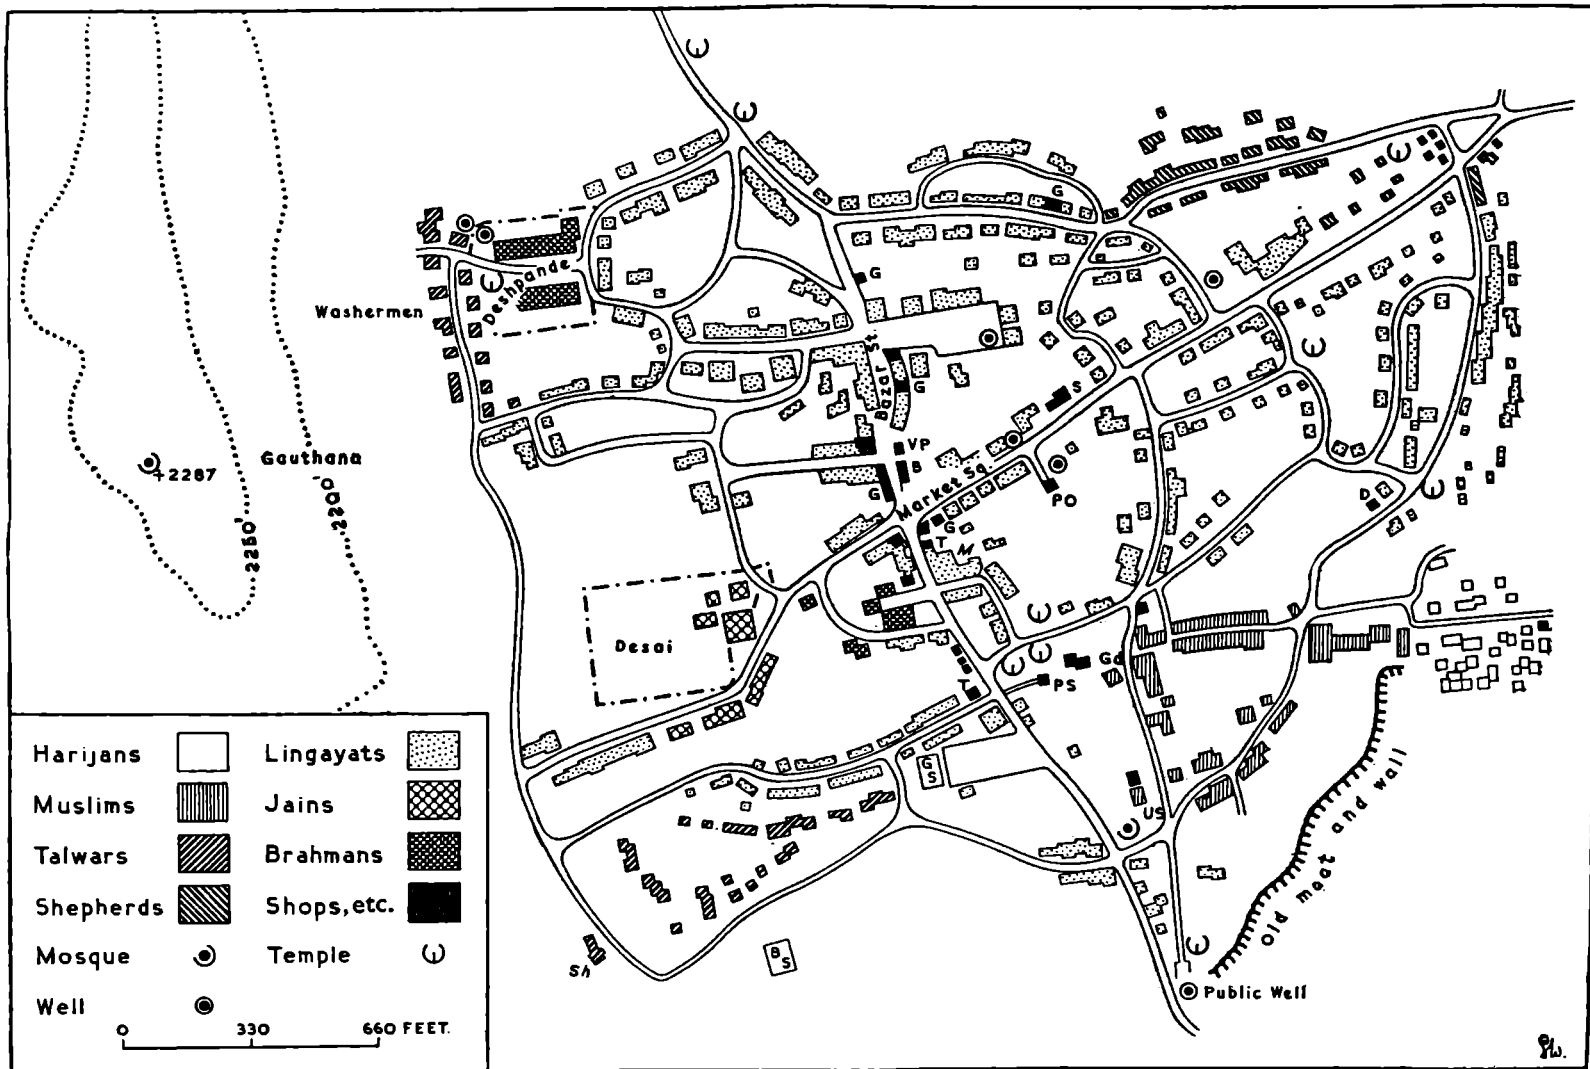 G
G
Deshpande
Washermen
Bazar St
G
S
VP
B
G
Market Sq
PO
G
T
M
D
Gauthana
+2287
2250'
2200'
Desai
Gd
PS
T
G
S
US
Sh
B
S
Old moat and wall
Public Well
Harijans
Lingayats
Muslims
Jains
Talwars
Brahmans
Shepherds
Shops, etc.
Mosque
Temple
Well
0 330 660 FEET.